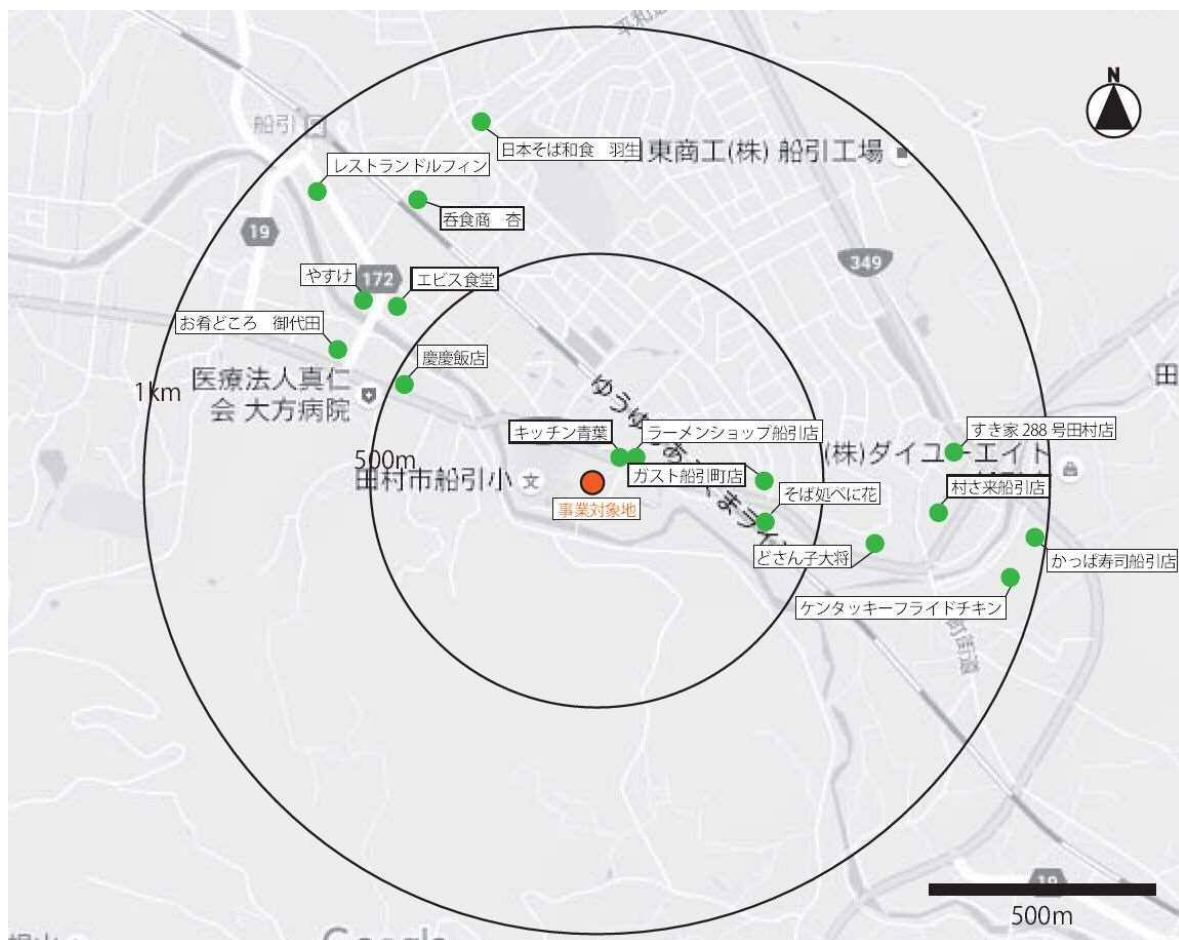 N
船引
日本そば和食　羽生
東商工(株) 船引工場
レストランドルフィン
呑食商　杏
19
349
やすけ
172
エビス食堂
お肴どころ　御代田
慶慶飯店
医療法人真仁
会 大方病院
1km
500m
キッチン青葉
ラーメンショップ船引店
すき家 288 号田村店
(株)ダイユーエイト
田
田村市船引小
文
ガスト船引町店
村さ来船引店
そば処べに花
事業対象地
どさん子大将
かっぱ寿司船引店
ケンタッキーフライドチキン
町街道
19
500m
Google